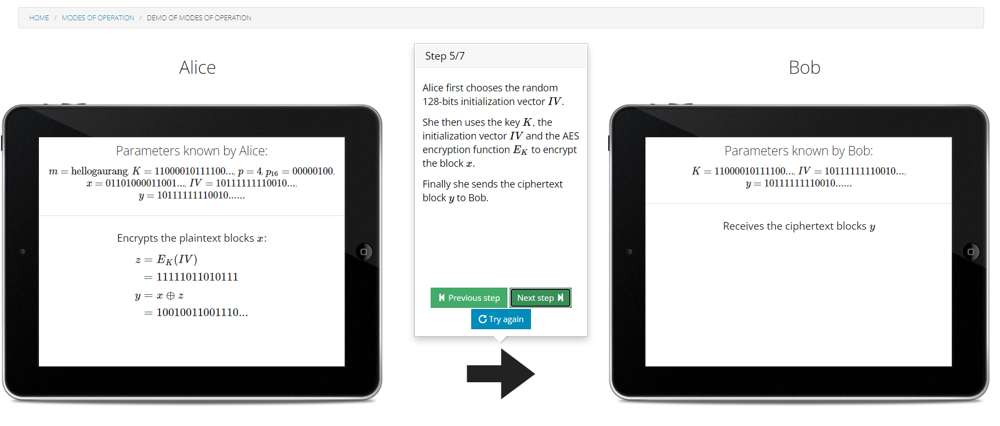 HOME / MODES OF OPERATION / DEMO OF MODES OF OPERATION
Alice
Parameters known by Alice:
m = hellogaurang, K = 11000010111100..., p = 4, p₁₆ = 00000100,
x = 01101000011001..., IV = 10111111110010...,
y = 10111111110010......
Encrypts the plaintext blocks x:
z = E_K(IV)
= 11111011010111
y = x ⊕ z
= 10010011001110...
Step 5/7
Alice first chooses the random
128-bits initialization vector IV.
She then uses the key K, the
initialization vector IV and the AES
encryption function E_K to encrypt
the block x.
Finally she sends the ciphertext
block y to Bob.
Previous step Next step
Try again
Bob
Parameters known by Bob:
K = 11000010111100..., IV = 10111111110010...,
y = 10111111110010......
Receives the ciphertext blocks y